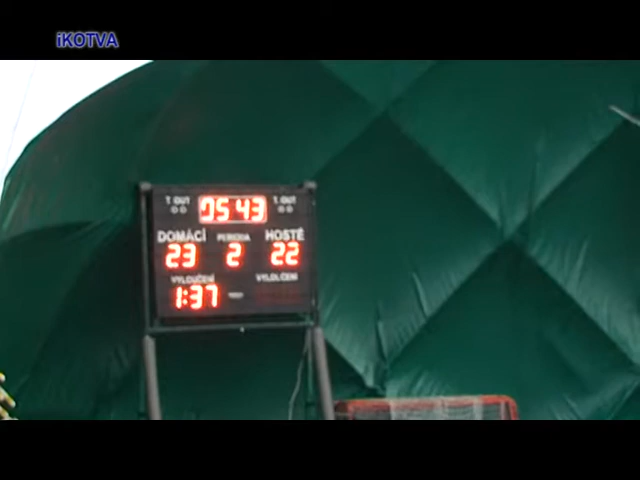 iKOTVA
T. OUT 05:43 T. OUT
DOMÁCÍ PERIODA HOSTÉ
23 2 22
VYLOUČENÍ VYLOUČENÍ
1:37